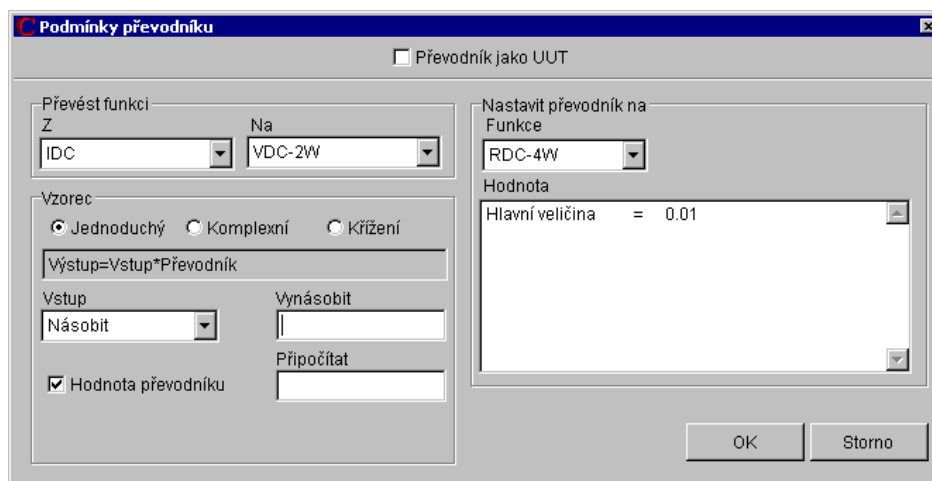 Podmínky převodníku
Převodník jako UUT
Převést funkci
Z
Na
IDC
VDC-2W
Vzorec
Jednoduchý
Komplexní
Křížení
Výstup=Vstup*Převodník
Vstup
Vynásobit
Násobit
Připočítat
Hodnota převodníku
Nastavit převodník na
Funkce
RDC-4W
Hodnota
Hlavní veličina = 0.01
OK
Storno